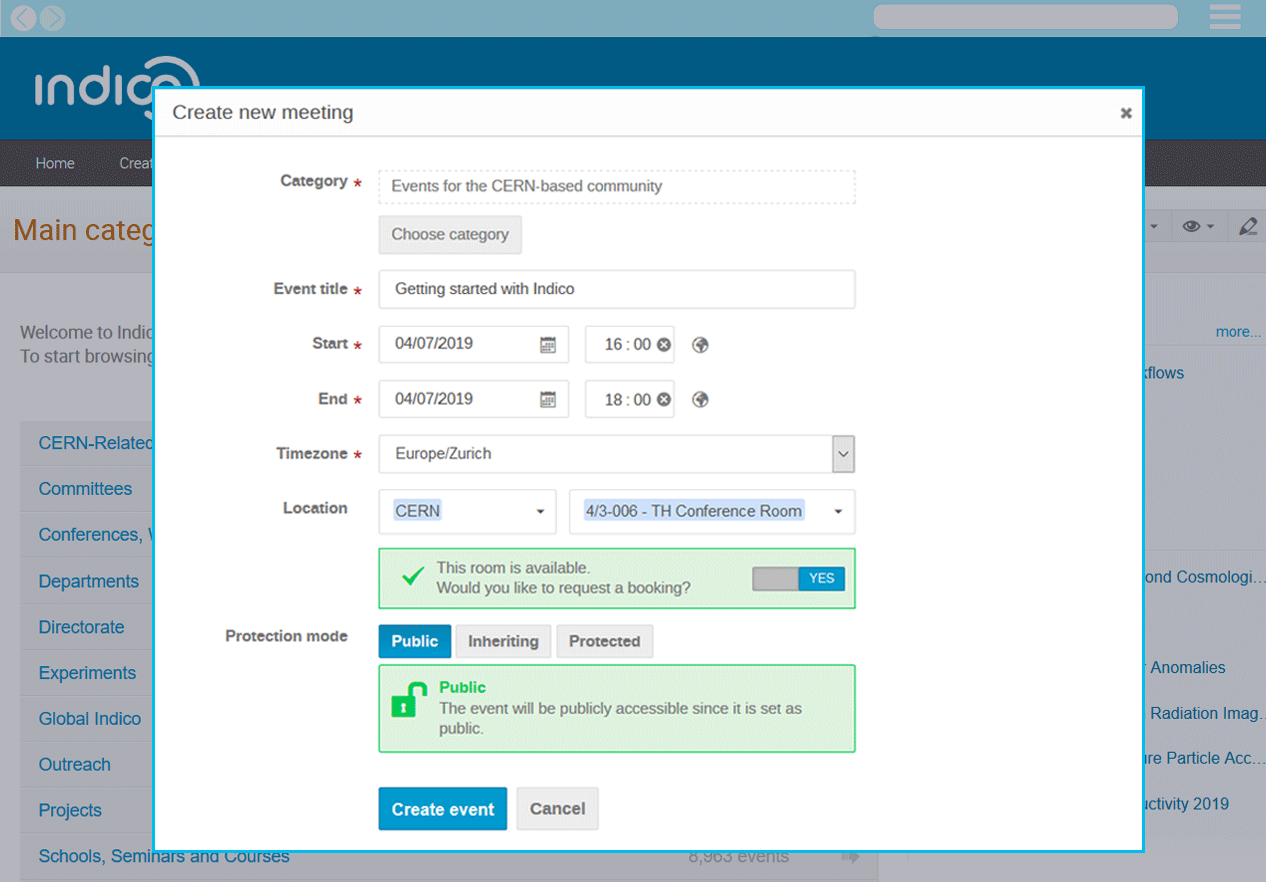 indico
Create new meeting
Home
Main categ
Category *
Events for the CERN-based community
Choose category
Event title *
Getting started with Indico
Welcome to Indic
To start browsing
more...
Start *
04/07/2019
16 : 00
End *
04/07/2019
18 : 00
flows
Timezone *
Europe/Zurich
Location
CERN
4/3-006 - TH Conference Room
This room is available.
Would you like to request a booking?
YES
Protection mode
Public
Inheriting
Protected
Public
The event will be publicly accessible since it is set as
public.
Create event
Cancel
CERN-Related
Committees
Conferences,
Departments
Directorate
Experiments
Global Indico
Outreach
Projects
Schools, Seminars and Courses
8,963 events
ond Cosmologi...
Anomalies
Radiation Imag.
re Particle Acc...
uctivity 2019